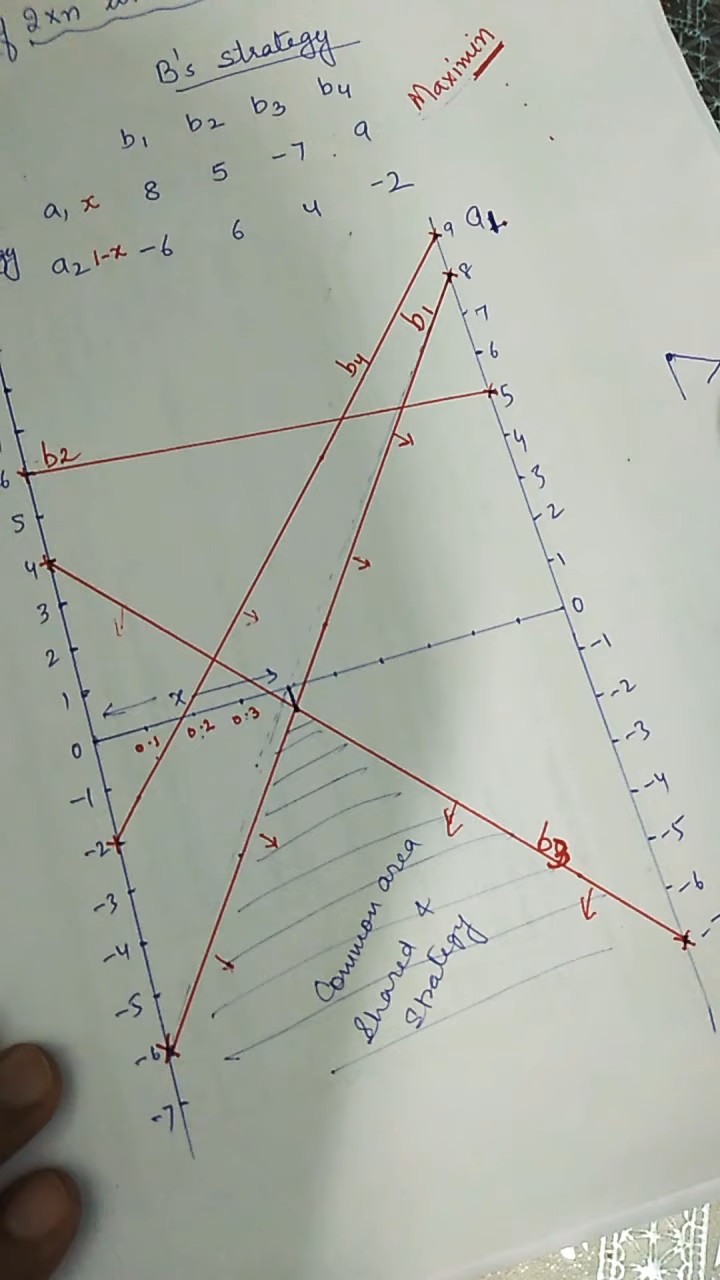 of 2xn
B's strategy
Maximin
b1 b2 b3 b4
a1 x 8 5 -7 9
a2 1-x -6 6 4 -2
9 a1
8
7
6
5
4
3
2
1
0
-1
-2
-3
-4
-5
-6
b4
b1
b2
6
5
4
3
2
1
0
-1
-2
-3
-4
-5
-6
-7
x
0.1 0.2 0.3
b3
Common area
Shared &
Strategy